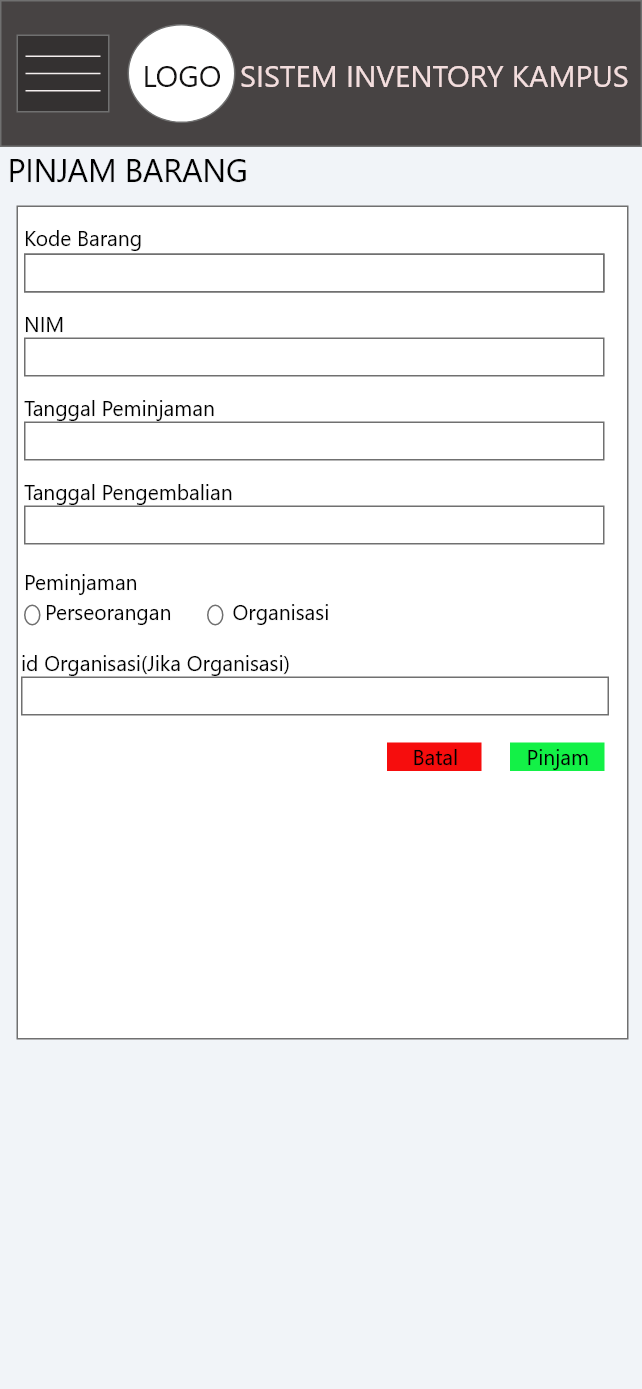 LOGO SISTEM INVENTORY KAMPUS
PINJAM BARANG
Kode Barang
NIM
Tanggal Peminjaman
Tanggal Pengembalian
Peminjaman
Perseorangan Organisasi
id Organisasi(Jika Organisasi)
Batal Pinjam